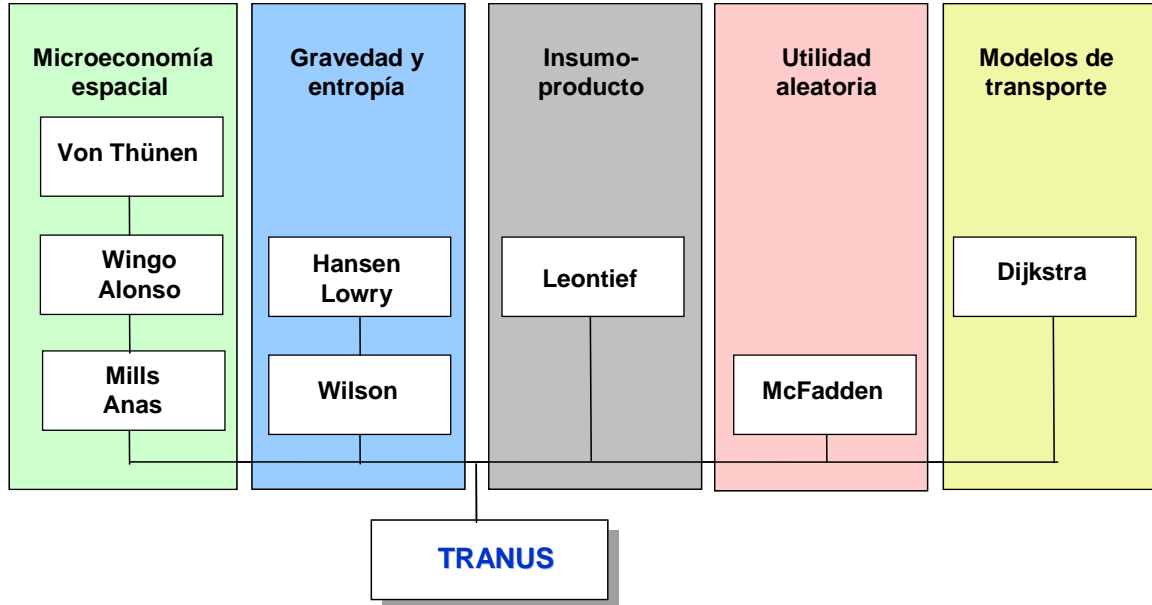 Microeconomía
espacial
Von Thünen
Wingo
Alonso
Mills
Anas
Gravedad y
entropía
Hansen
Lowry
Wilson
Insumo-
producto
Leontief
Utilidad
aleatoria
McFadden
Modelos de
transporte
Dijkstra
TRANUS